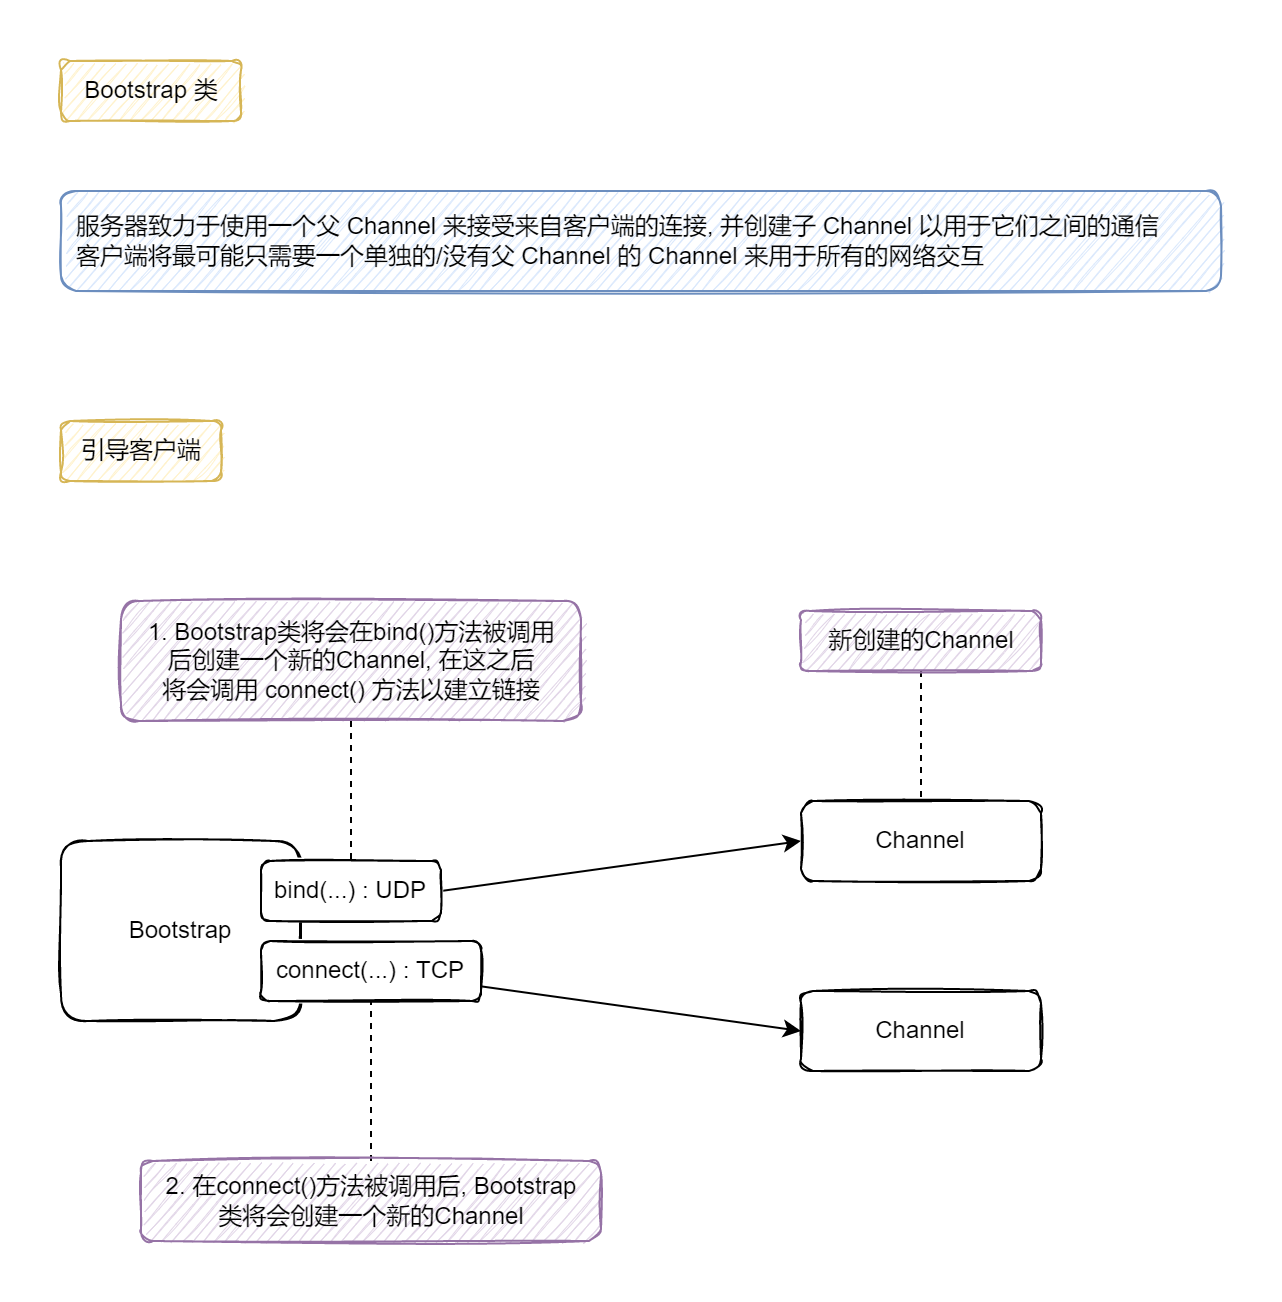 Bootstrap 类
服务器致力于使用一个父 Channel 来接受来自客户端的连接, 并创建子 Channel 以用于它们之间的通信
客户端将最可能只需要一个单独的/没有父 Channel 的 Channel 来用于所有的网络交互
引导客户端
1. Bootstrap类将会在bind()方法被调用
后创建一个新的Channel, 在这之后
将会调用 connect() 方法以建立链接
新创建的Channel
Channel
bind(...) : UDP
Bootstrap
connect(...) : TCP
Channel
2. 在connect()方法被调用后, Bootstrap
类将会创建一个新的Channel